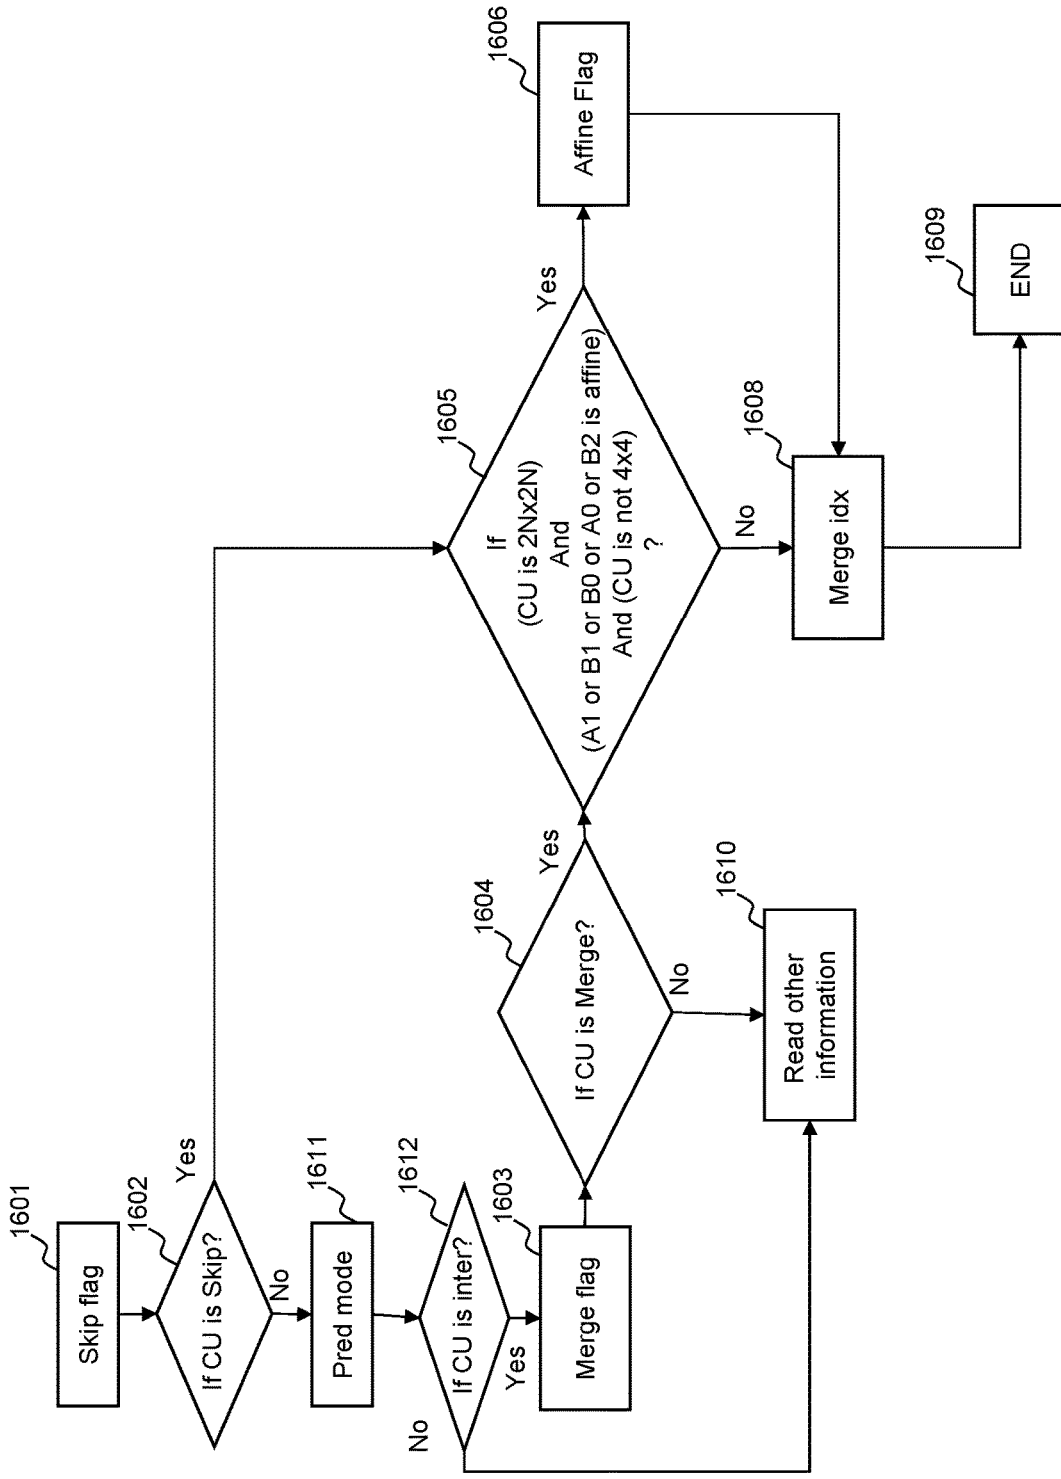 1601
Skip flag
1602
If CU is Skip?
Yes
No
1611
Pred mode
1612
If CU is inter?
No
Yes
1603
Merge flag
1604
If CU is Merge?
Yes
No
1610
Read other
information
1605
If
(CU is 2Nx2N)
And
(A1 or B1 or B0 or A0 or B2 is affine)
And (CU is not 4x4)
?
Yes
No
1606
Affine Flag
1608
Merge idx
1609
END